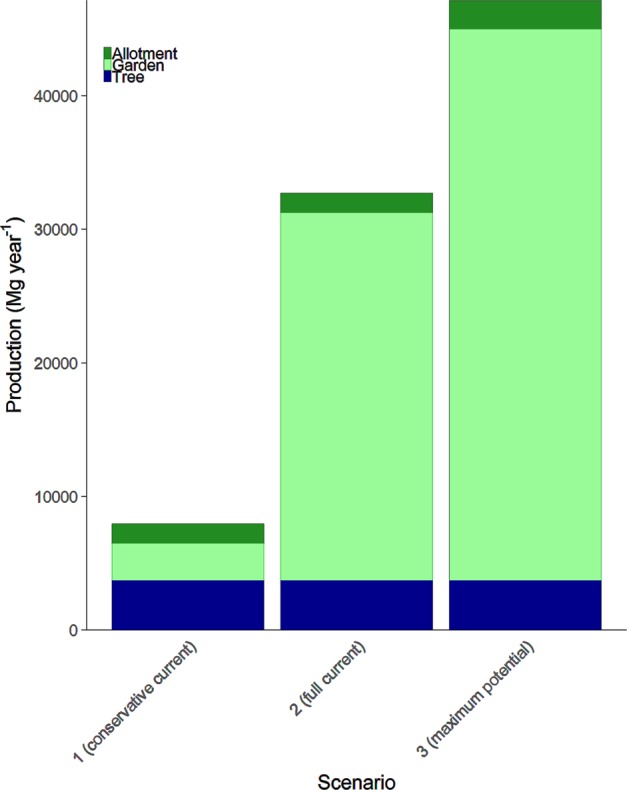 Allotment
Garden
Tree
40000
30000
20000
10000
0
Production (Mg year⁻¹)
1 (conservative current)
2 (full current)
3 (maximum potential)
Scenario